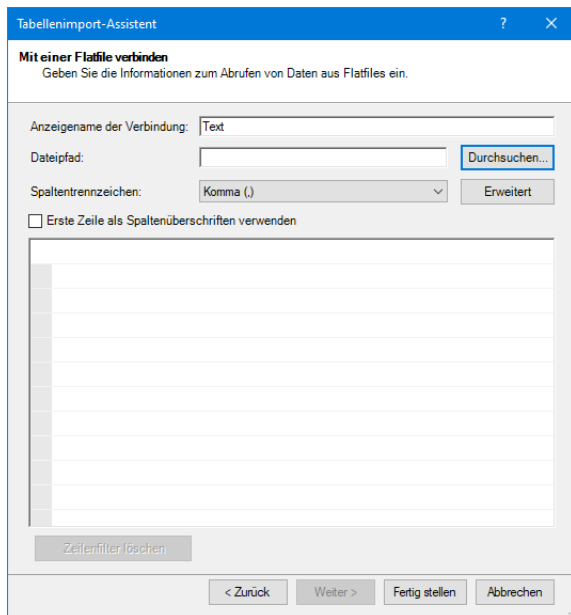 Tabellenimport-Assistent ?
Mit einer Flatfile verbinden
Geben Sie die Informationen zum Abrufen von Daten aus Flatfiles ein.
Anzeigename der Verbindung: Text
Dateipfad: Durchsuchen...
Spaltentrennzeichen: Komma (,) Erweitert
Erste Zeile als Spaltenüberschriften verwenden
Zeilenfilter löschen
< Zurück Weiter > Fertig stellen Abbrechen